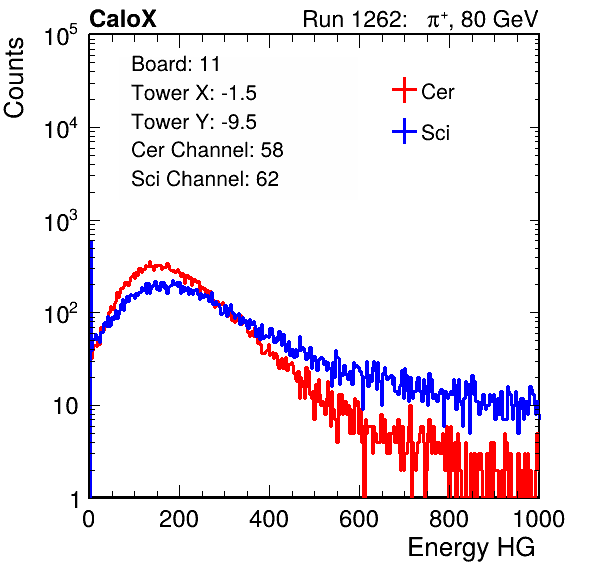 CaloX Run 1262: π⁺, 80 GeV
Counts
10⁵
10⁴
10³
10²
10
1
Board: 11
Tower X: -1.5
Tower Y: -9.5
Cer Channel: 58
Sci Channel: 62
Cer
Sci
0 200 400 600 800 1000
Energy HG